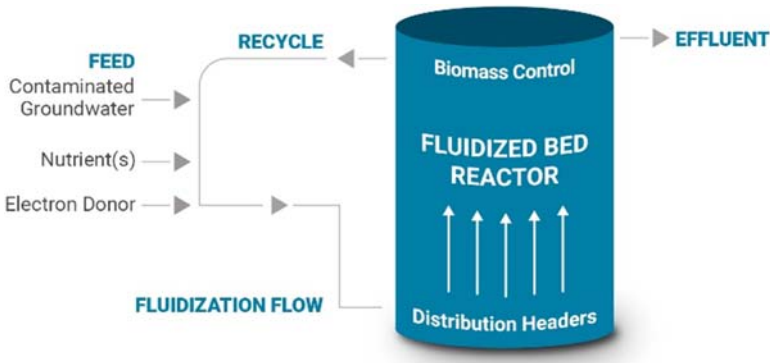 RECYCLE
EFFLUENT
FEED
Contaminated
Groundwater
Nutrient(s)
Electron Donor
Biomass Control
FLUIDIZED BED
REACTOR
FLUIDIZATION FLOW
Distribution Headers